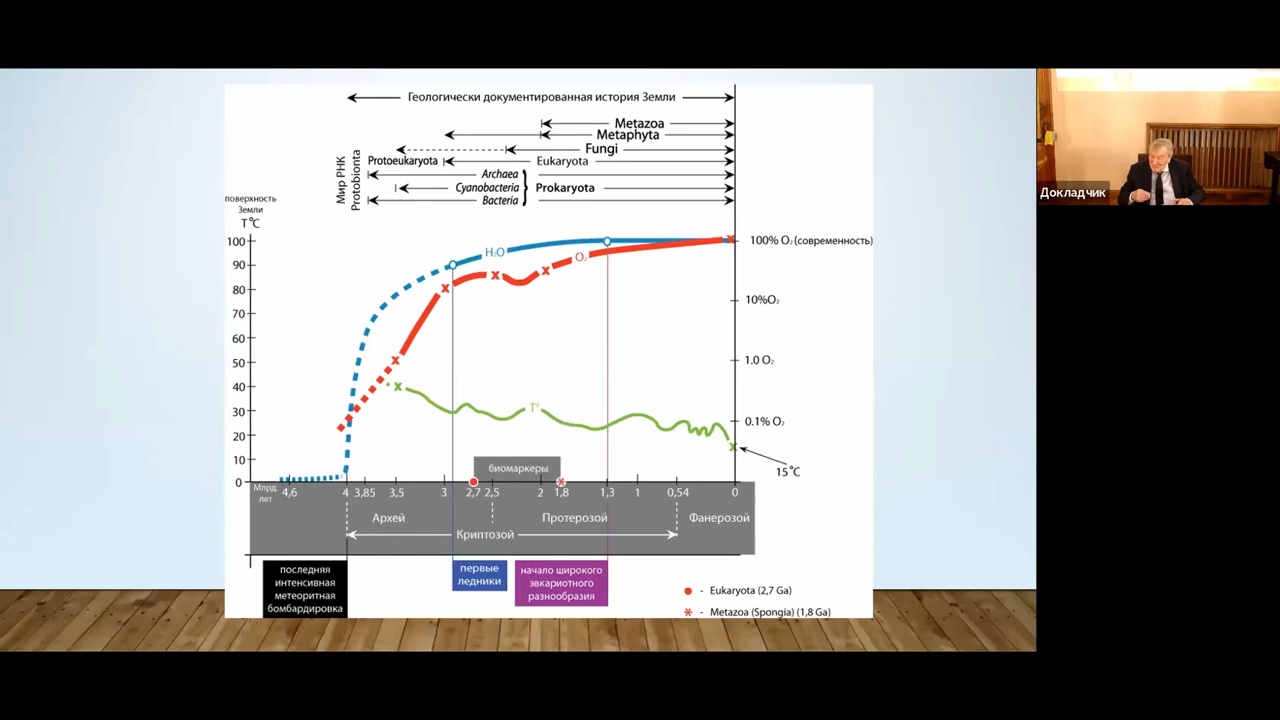 Геологически документированная история Земли
Metazoa
Metaphyta
Fungi
Мир РНК
Protobionta
Protoeukaryota
Eukaryota
Archaea
Cyanobacteria
Prokaryota
Bacteria
поверхность
Земли
T°C
100
90
80
70
60
50
40
30
20
10
0
H₂O
O₂
T°
100% O₂ (современность)
10%O₂
1.0 O₂
0.1% O₂
15°C
биомаркеры
Млрд.
лет
4,6
4
3,85
3,5
3
2,7
2,5
2
1,8
1,3
1
0,54
0
Архей
Протерозой
Фанерозой
Криптозой
последняя
интенсивная
метеоритная
бомбардировка
первые
ледники
начало широкого
эвкариотного
разнообразия
- Eukaryota (2,7 Ga)
- Metazoa (Spongia) (1,8 Ga)
Докладчик